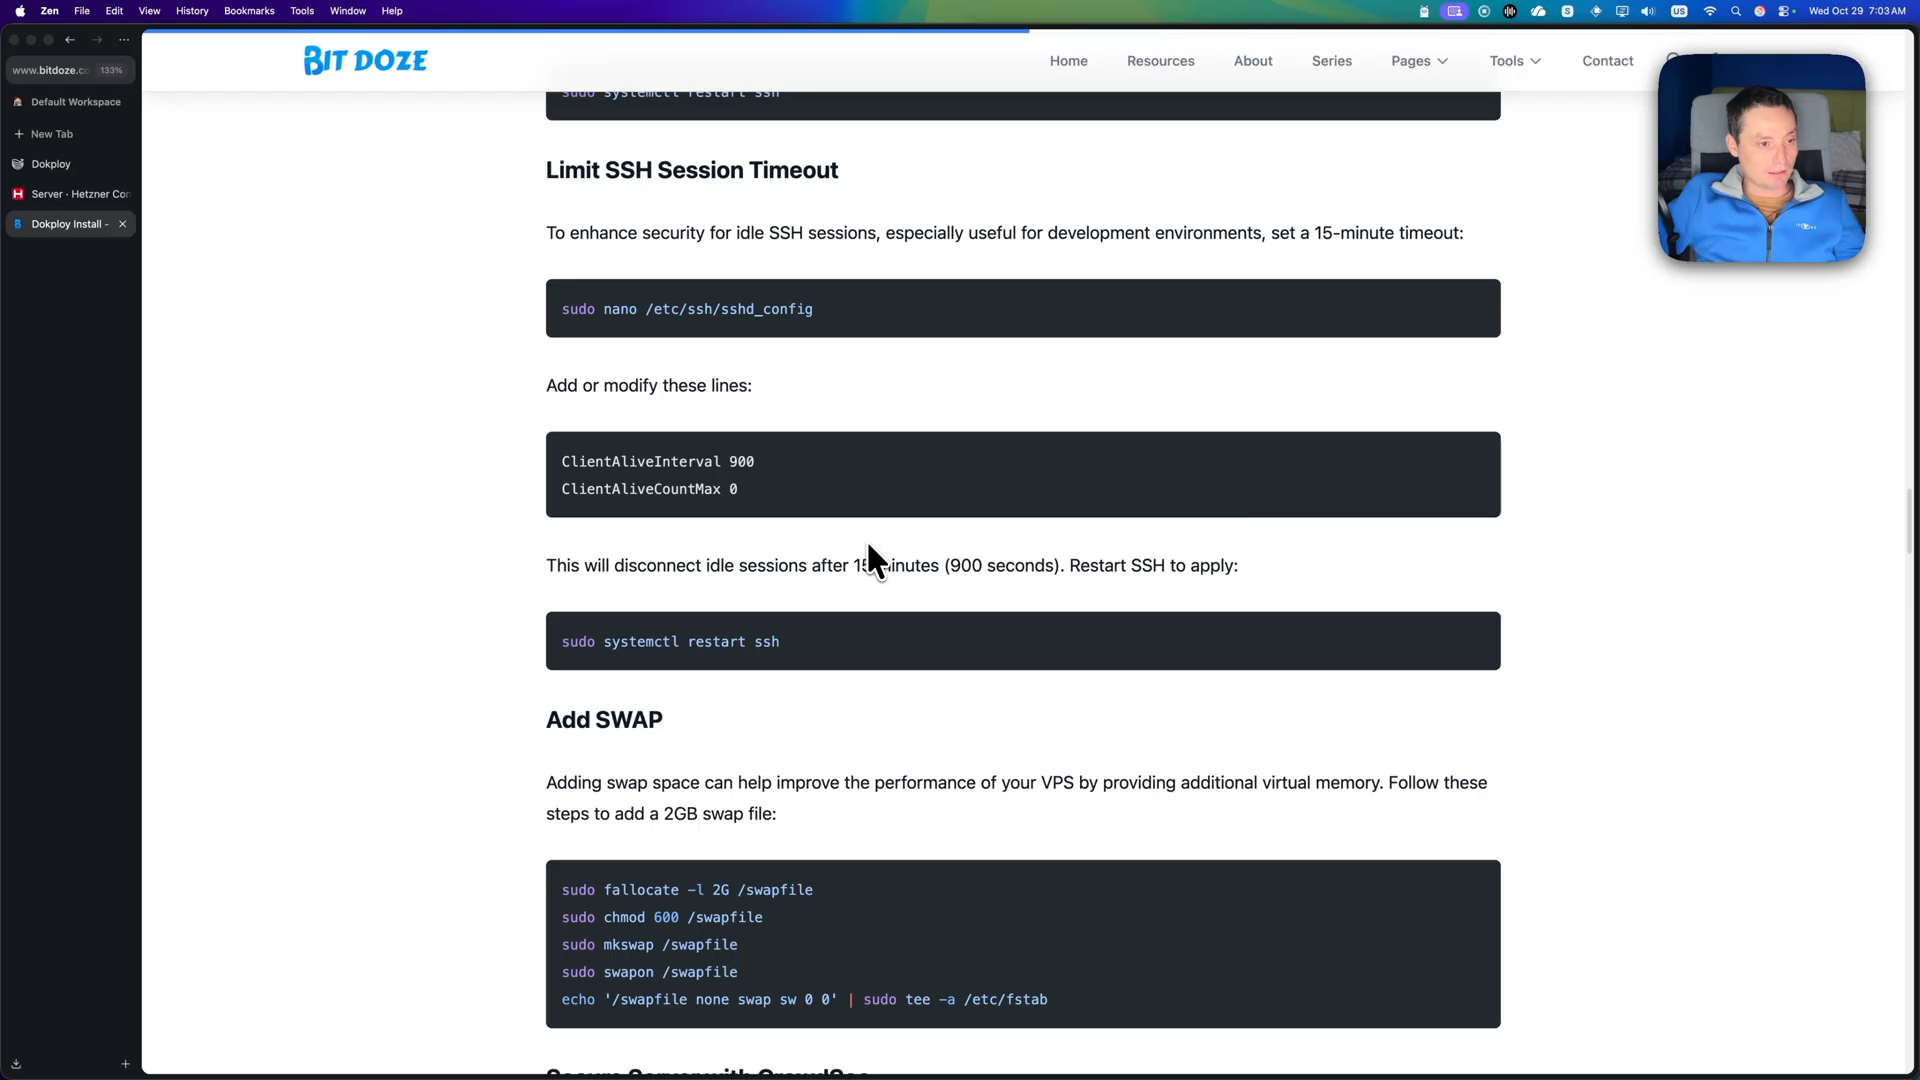 Zen File Edit View History Bookmarks Tools Window Help
S
US
Wed Oct 29 7:03 AM
www.bitdoze.co 133%
Default Workspace
New Tab
Dokploy
H Server · Hetzner Con
B Dokploy Install -
BIT DOZE
Home Resources About Series Pages Tools Contact
sudo systemctl restart ssh
Limit SSH Session Timeout
To enhance security for idle SSH sessions, especially useful for development environments, set a 15-minute timeout:
sudo nano /etc/ssh/sshd_config
Add or modify these lines:
ClientAliveInterval 900
ClientAliveCountMax 0
This will disconnect idle sessions after 15 minutes (900 seconds). Restart SSH to apply:
sudo systemctl restart ssh
Add SWAP
Adding swap space can help improve the performance of your VPS by providing additional virtual memory. Follow these
steps to add a 2GB swap file:
sudo fallocate -l 2G /swapfile
sudo chmod 600 /swapfile
sudo mkswap /swapfile
sudo swapon /swapfile
echo '/swapfile none swap sw 0 0' | sudo tee -a /etc/fstab
Secure Server with CrowdSec